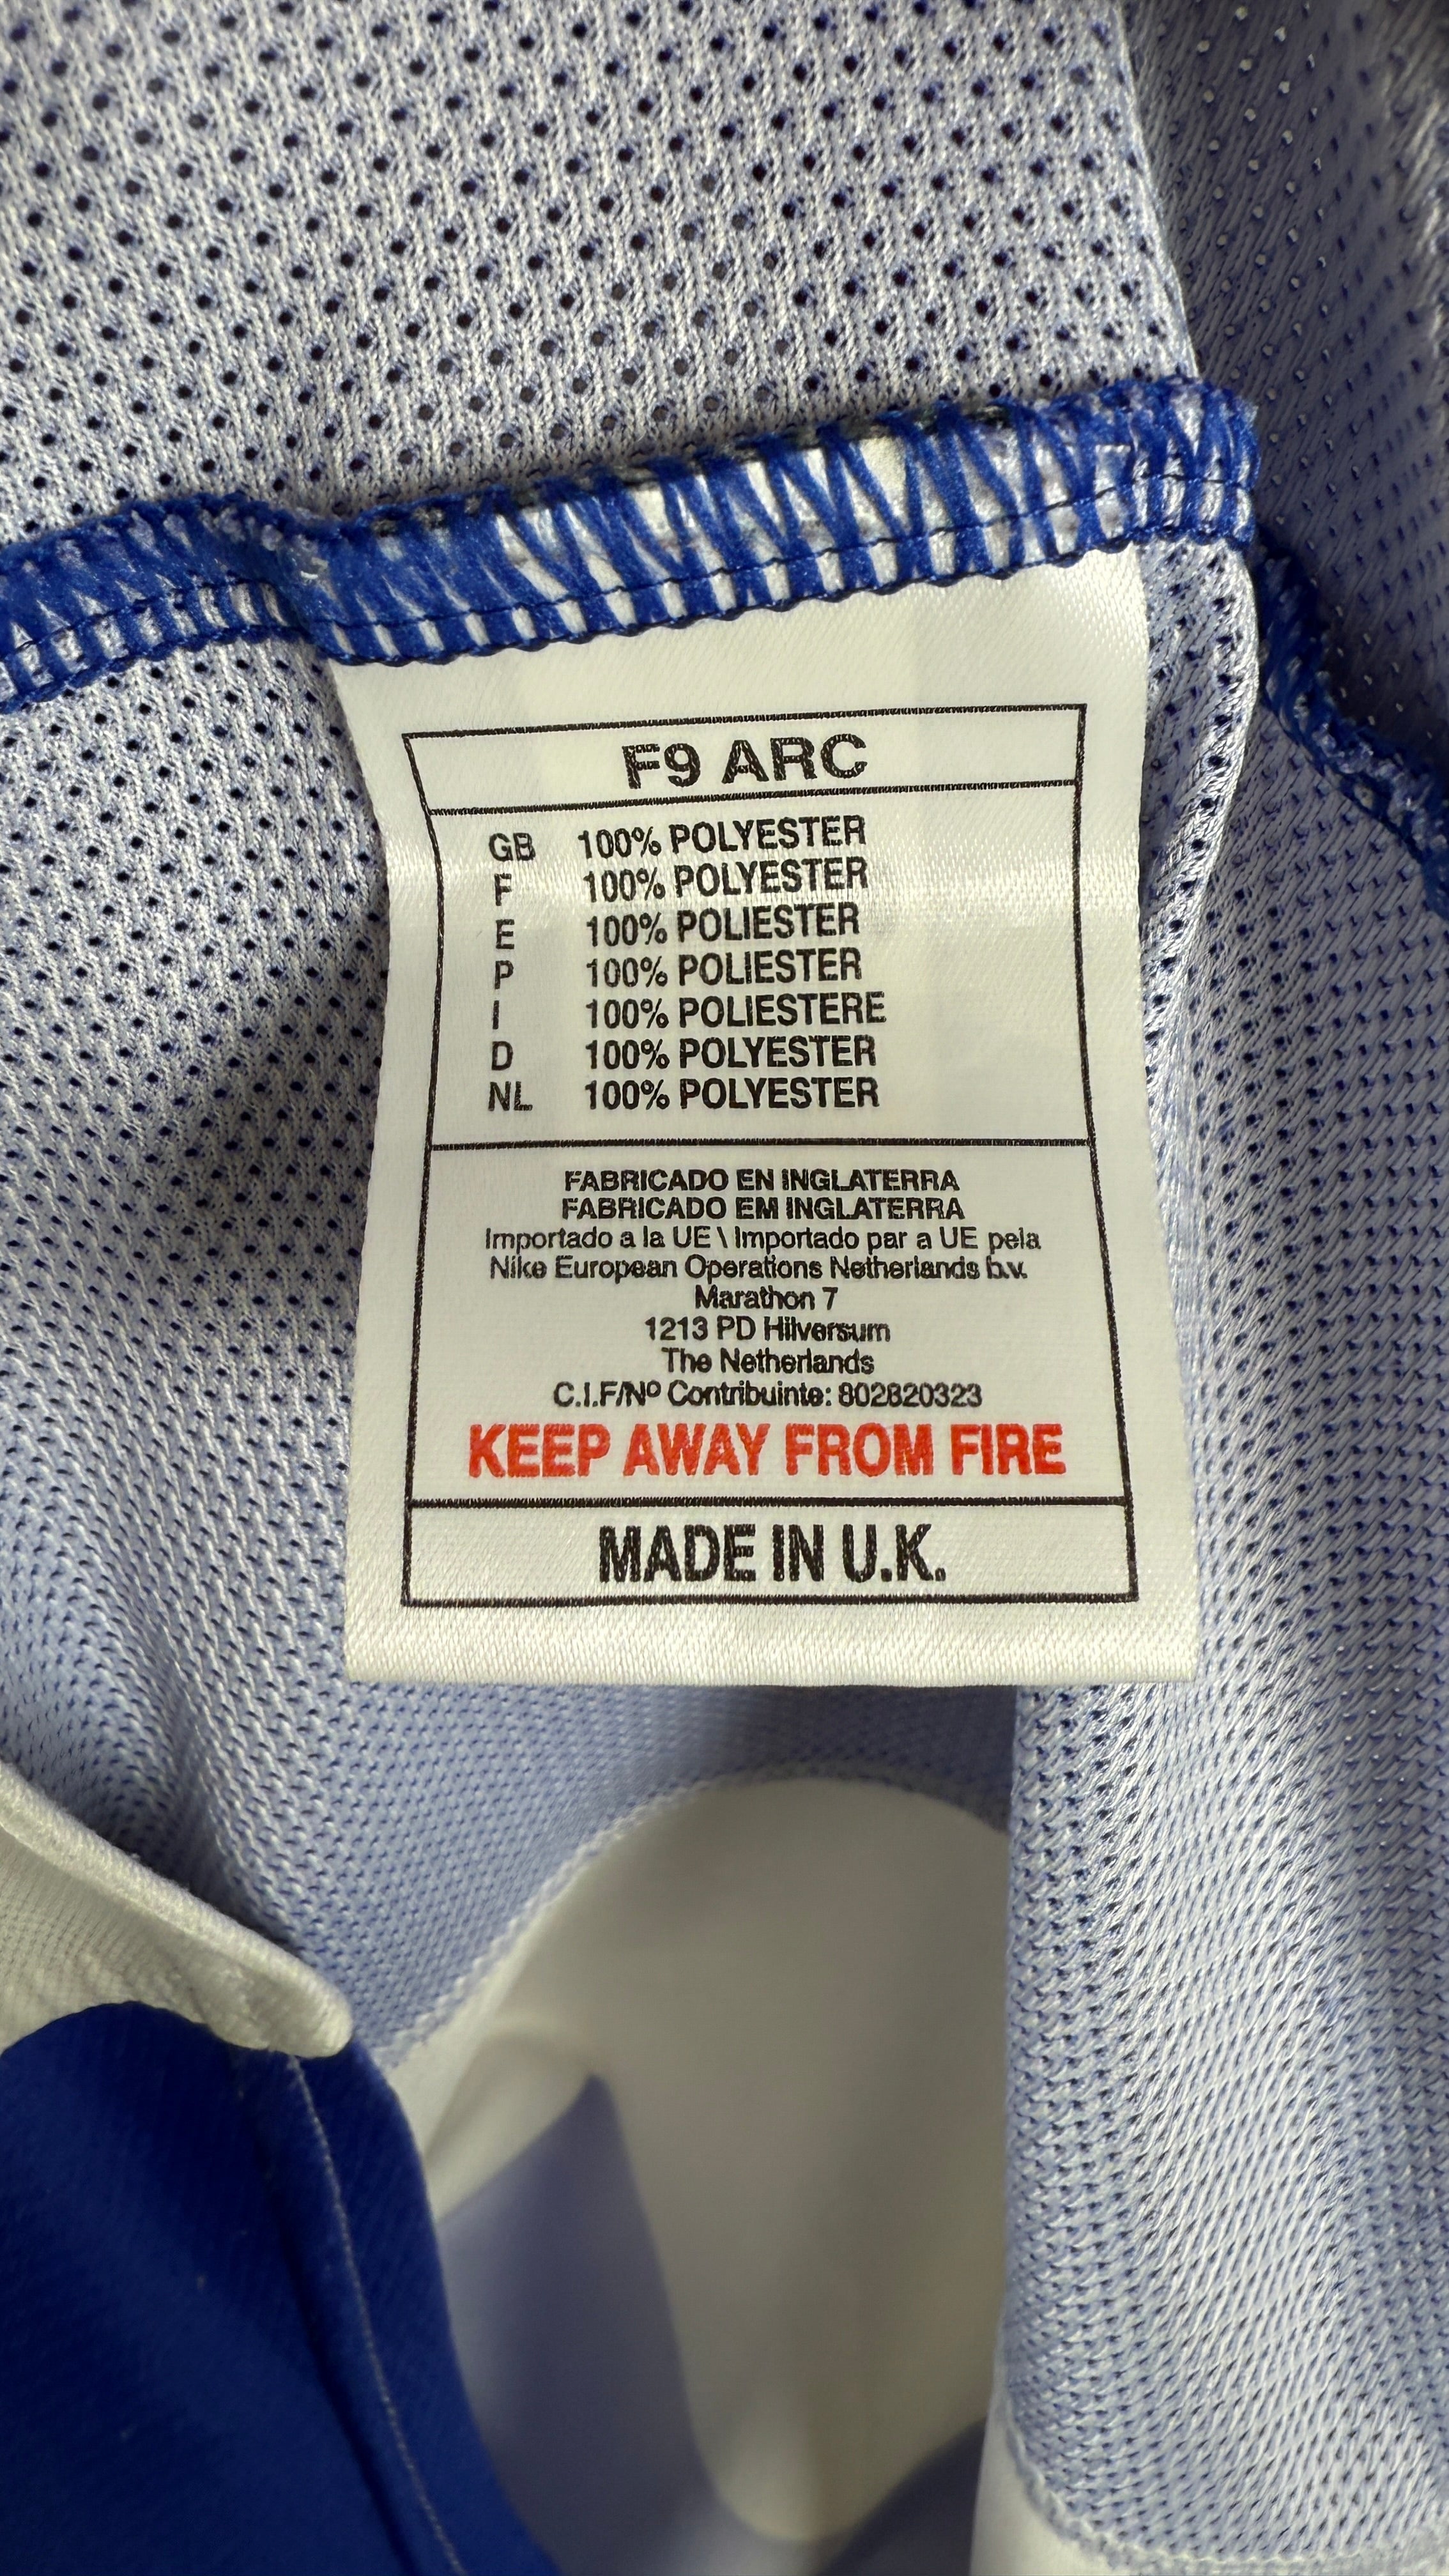 F9 ARC
GB 100% POLYESTER
F 100% POLYESTER
E 100% POLIESTER
P 100% POLIESTER
I 100% POLIESTERE
D 100% POLYESTER
NL 100% POLYESTER
FABRICADO EN INGLATERRA
FABRICADO EM INGLATERRA
Importado a la UE \ Importado par a UE pela
Nike European Operations Netherlands b.v.
Marathon 7
1213 PD Hilversum
The Netherlands
C.I.F/Nº Contribuinte: 802820323
KEEP AWAY FROM FIRE
MADE IN U.K.